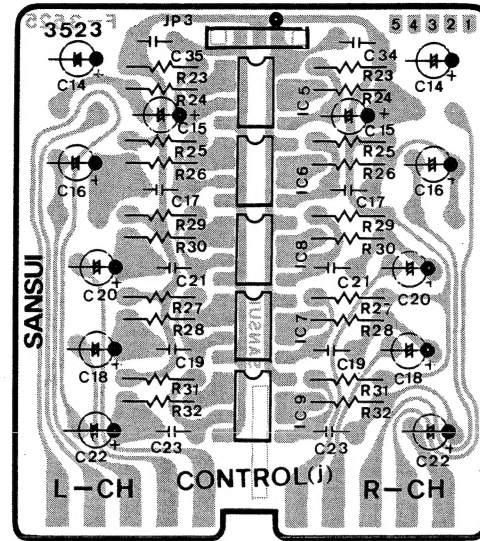 F-3525 JP3 5 4 3 2 1
3523
C14 + C35 C34 C14 +
R23 R23
R24 IC5 R24
C15 + C15 +
R25 R25
R26 IC6 R26
C16 + C17 C17 C16 +
R29 R29
R30 IC8 R30
C20 + C21 C21 C20 +
R27 R27
R28 IC7 R28
SANSUI
SANSUI
C18 + C19 C19 C18 +
R31 R31
R32 IC9 R32
C22 + C23 C23 C22 +
L-CH CONTROL(j) R-CH